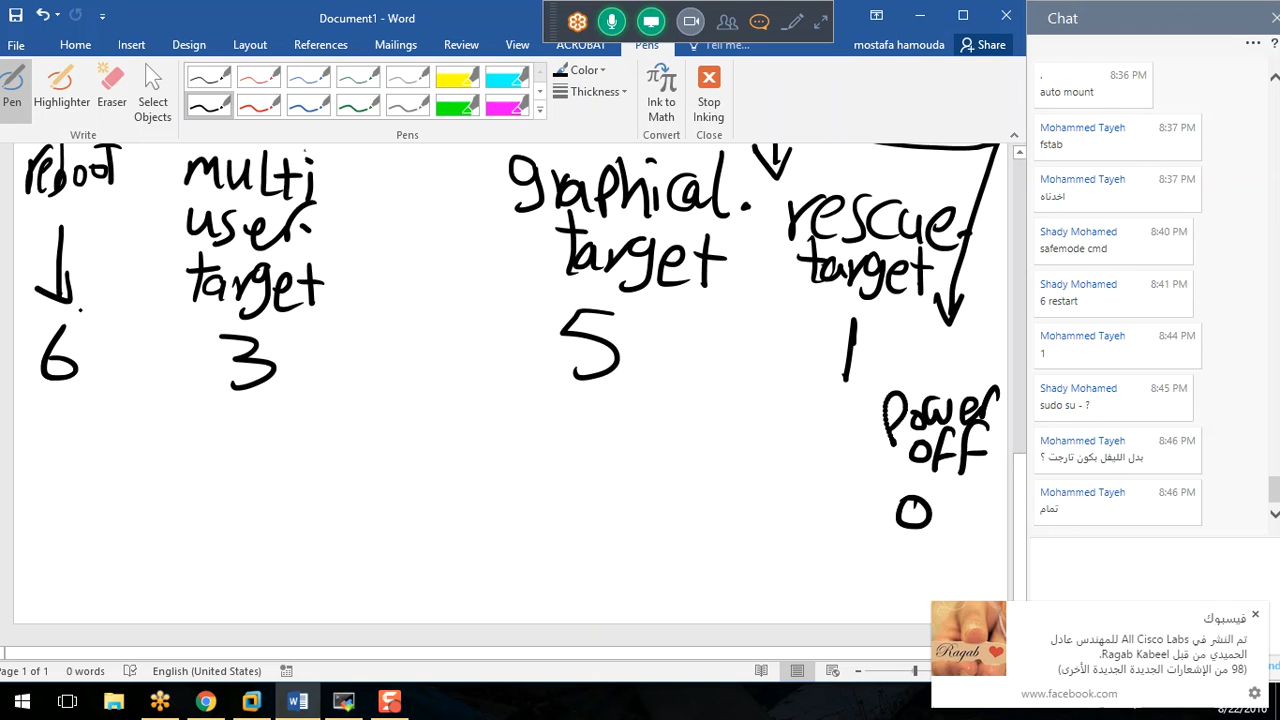 Document1 - Word
File
Home
Insert
Design
Layout
References
Mailings
Review
View
ACROBAT
Pens
Tell me...
mostafa hamouda
Share
Pen
Highlighter
Eraser
Select Objects
Color
Thickness
Ink to Math
Stop Inking
Write
Pens
Convert
Close
reboot
6
multi
user.
target
3
graphical.
target
5
rescue.
target
1
power
off
0
Page 1 of 1
0 words
English (United States)
Chat
.
8:36 PM
auto mount
Mohammed Tayeh 8:37 PM
fstab
Mohammed Tayeh 8:37 PM
اخدتاه
Shady Mohamed 8:40 PM
safemode cmd
Shady Mohamed 8:41 PM
6 restart
Mohammed Tayeh 8:44 PM
1
Shady Mohamed 8:45 PM
sudo su - ?
Mohammed Tayeh 8:46 PM
بدل الليفل بكون تارجت ؟
Mohammed Tayeh 8:46 PM
تمام
فيسبوك
تم النشر في All Cisco Labs للمهندس عادل
الحميدي من قبل Ragab Kabeel.
(98 من الإشعارات الجديدة الجديدة الأخرى)
www.facebook.com
Ragab